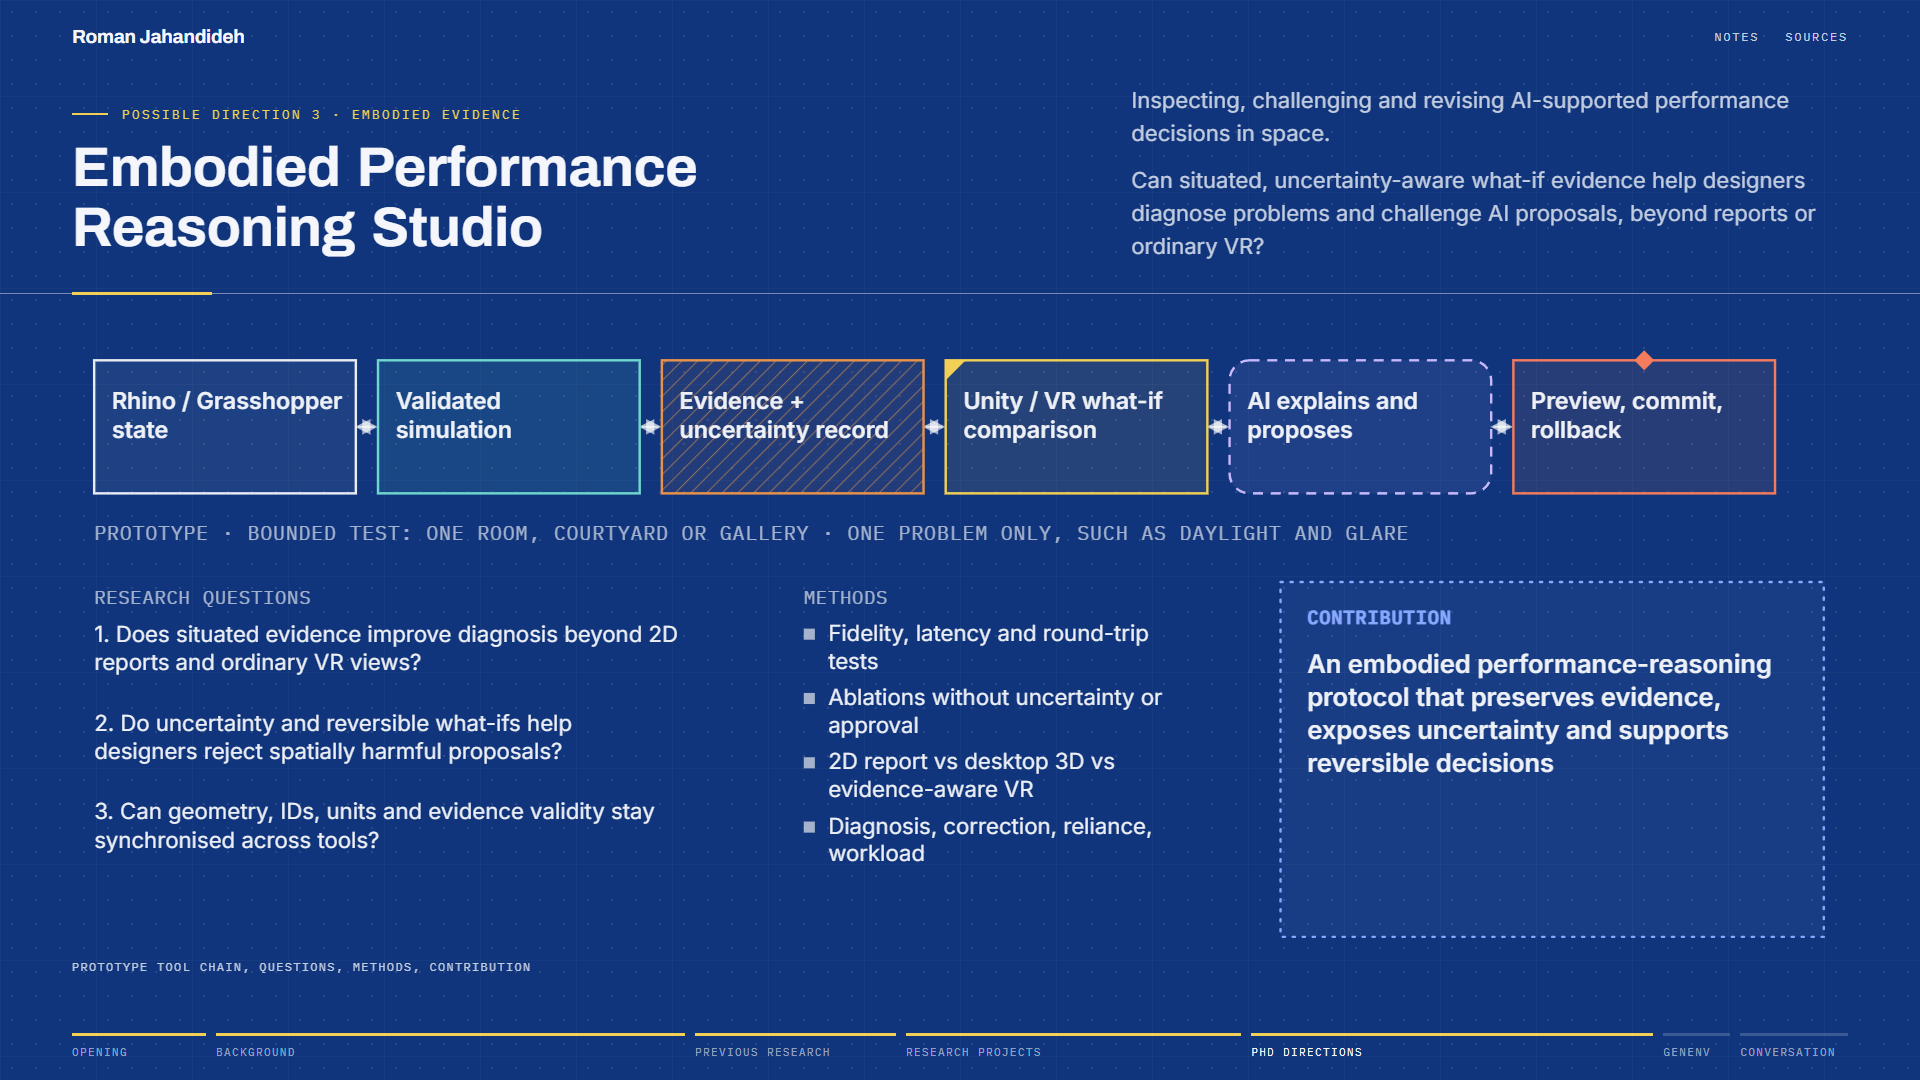 Roman Jahandideh
NOTES SOURCES
POSSIBLE DIRECTION 3 · EMBODIED EVIDENCE
Embodied Performance
Reasoning Studio
Inspecting, challenging and revising AI-supported performance
decisions in space.
Can situated, uncertainty-aware what-if evidence help designers
diagnose problems and challenge AI proposals, beyond reports or
ordinary VR?
Rhino / Grasshopper
state
Validated
simulation
Evidence +
uncertainty record
Unity / VR what-if
comparison
AI explains and
proposes
Preview, commit,
rollback
PROTOTYPE · BOUNDED TEST: ONE ROOM, COURTYARD OR GALLERY · ONE PROBLEM ONLY, SUCH AS DAYLIGHT AND GLARE
RESEARCH QUESTIONS
1. Does situated evidence improve diagnosis beyond 2D
reports and ordinary VR views?
2. Do uncertainty and reversible what-ifs help
designers reject spatially harmful proposals?
3. Can geometry, IDs, units and evidence validity stay
synchronised across tools?
METHODS
Fidelity, latency and round-trip
tests
Ablations without uncertainty or
approval
2D report vs desktop 3D vs
evidence-aware VR
Diagnosis, correction, reliance,
workload
CONTRIBUTION
An embodied performance-reasoning
protocol that preserves evidence,
exposes uncertainty and supports
reversible decisions
PROTOTYPE TOOL CHAIN, QUESTIONS, METHODS, CONTRIBUTION
OPENING
BACKGROUND
PREVIOUS RESEARCH
RESEARCH PROJECTS
PHD DIRECTIONS
GENENV
CONVERSATION